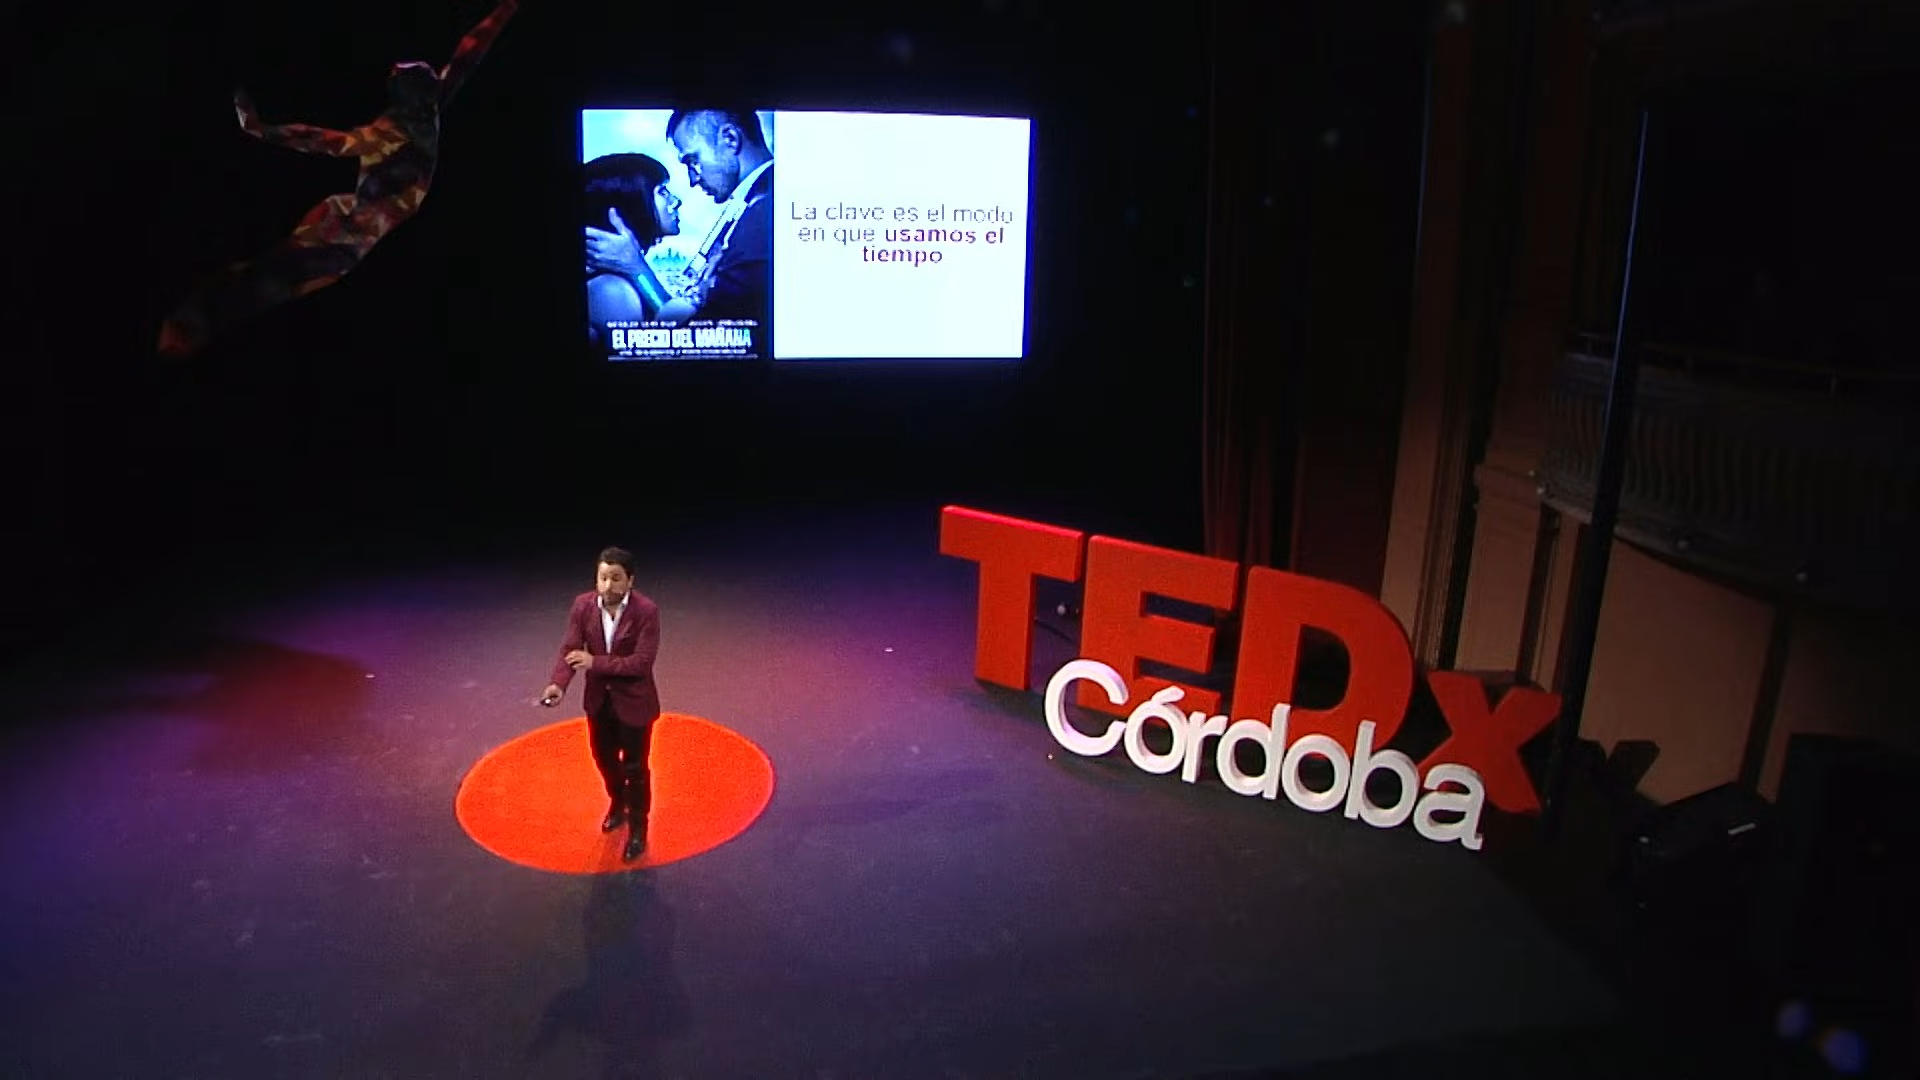 La clave es el modo
en que usamos el
tiempo
EL PRECIO DEL MAÑANA
TEDx
Córdoba